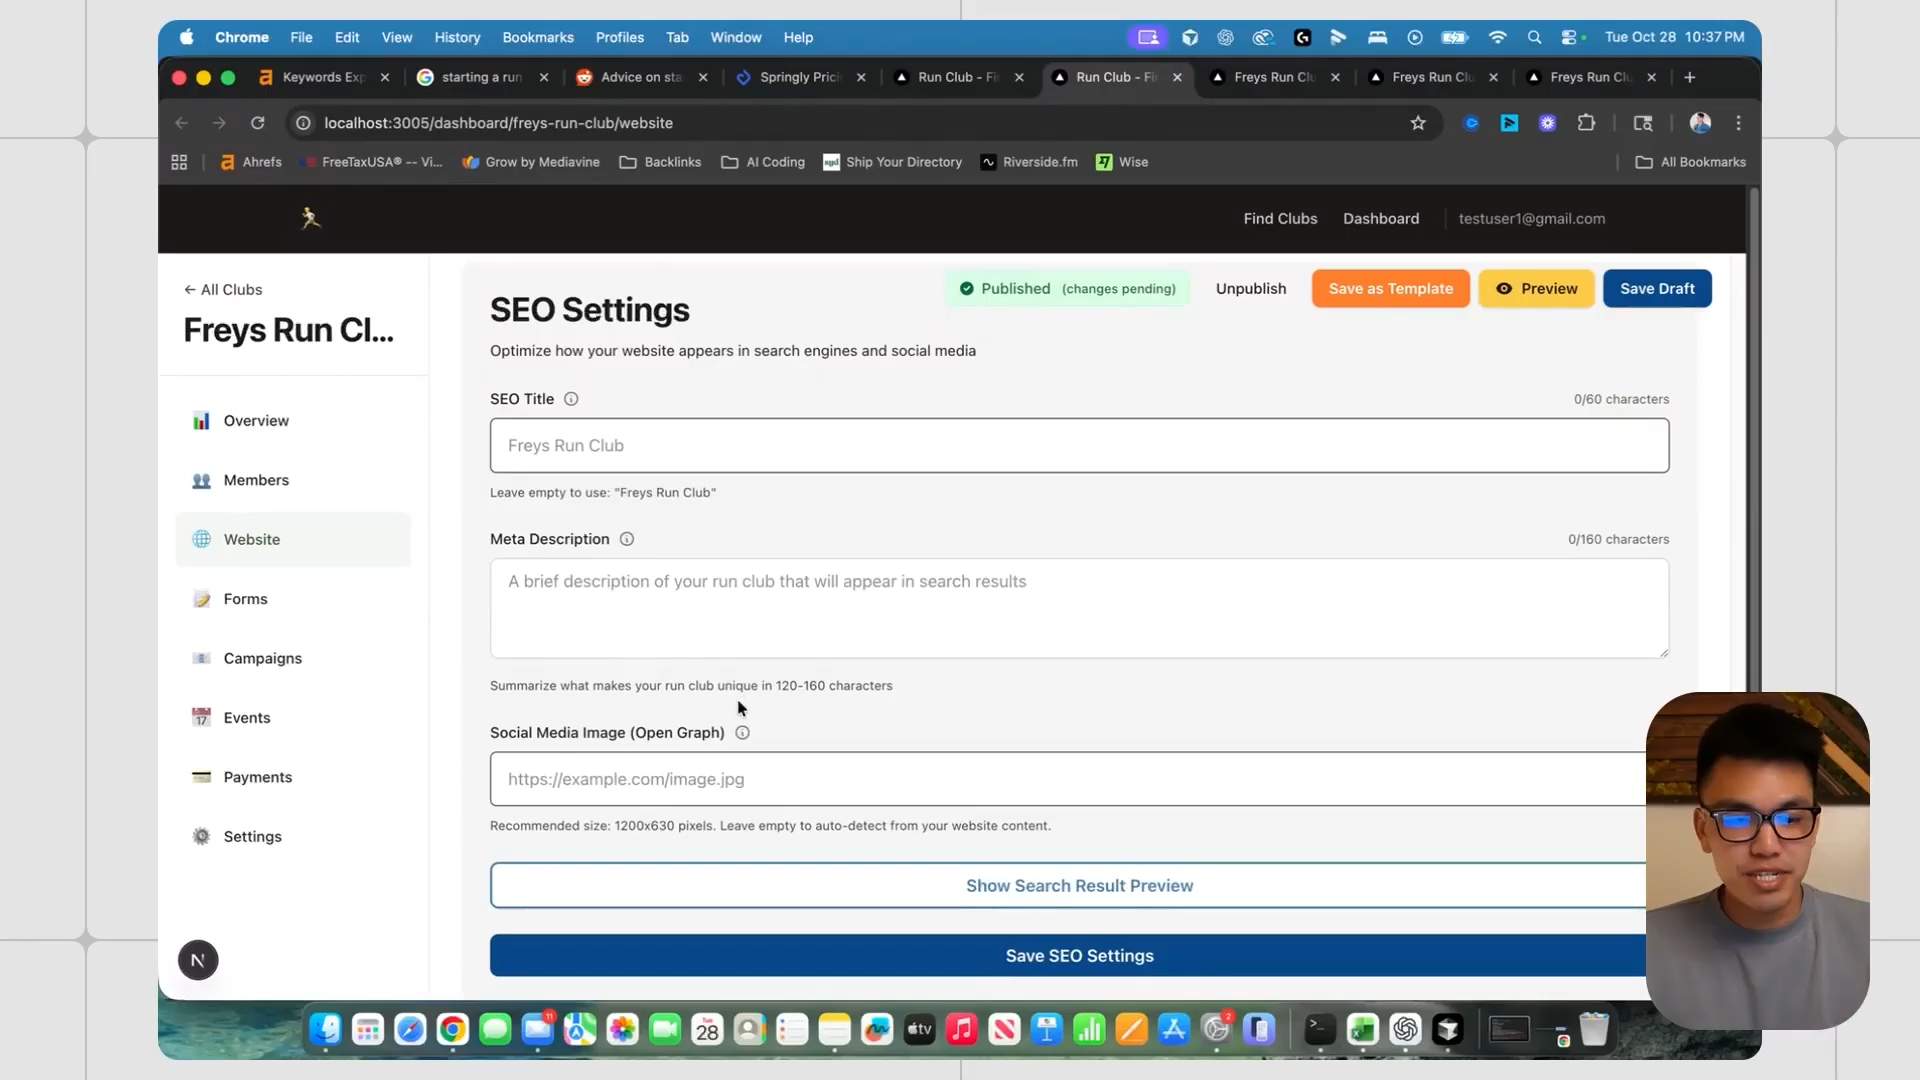 Chrome File Edit View History Bookmarks Profiles Tab Window Help Tue Oct 28 10:37 PM
Keywords Exp starting a run Advice on sta Springly Prici Run Club - Fi Run Club - Fi Freys Run Clu Freys Run Clu Freys Run Clu
localhost:3005/dashboard/freys-run-club/website
Ahrefs FreeTaxUSA® -- Vi... Grow by Mediavine Backlinks AI Coding syd Ship Your Directory Riverside.fm Wise All Bookmarks
Find Clubs Dashboard testuser1@gmail.com
← All Clubs
Freys Run Cl...
Overview
Members
Website
Forms
Campaigns
17 Events
Payments
Settings
N
Published (changes pending) Unpublish Save as Template Preview Save Draft
SEO Settings
Optimize how your website appears in search engines and social media
SEO Title 0/60 characters
Freys Run Club
Leave empty to use: "Freys Run Club"
Meta Description 0/160 characters
A brief description of your run club that will appear in search results
Summarize what makes your run club unique in 120-160 characters
Social Media Image (Open Graph)
https://example.com/image.jpg
Recommended size: 1200x630 pixels. Leave empty to auto-detect from your website content.
Show Search Result Preview
Save SEO Settings
11
Tue
28
tv
2